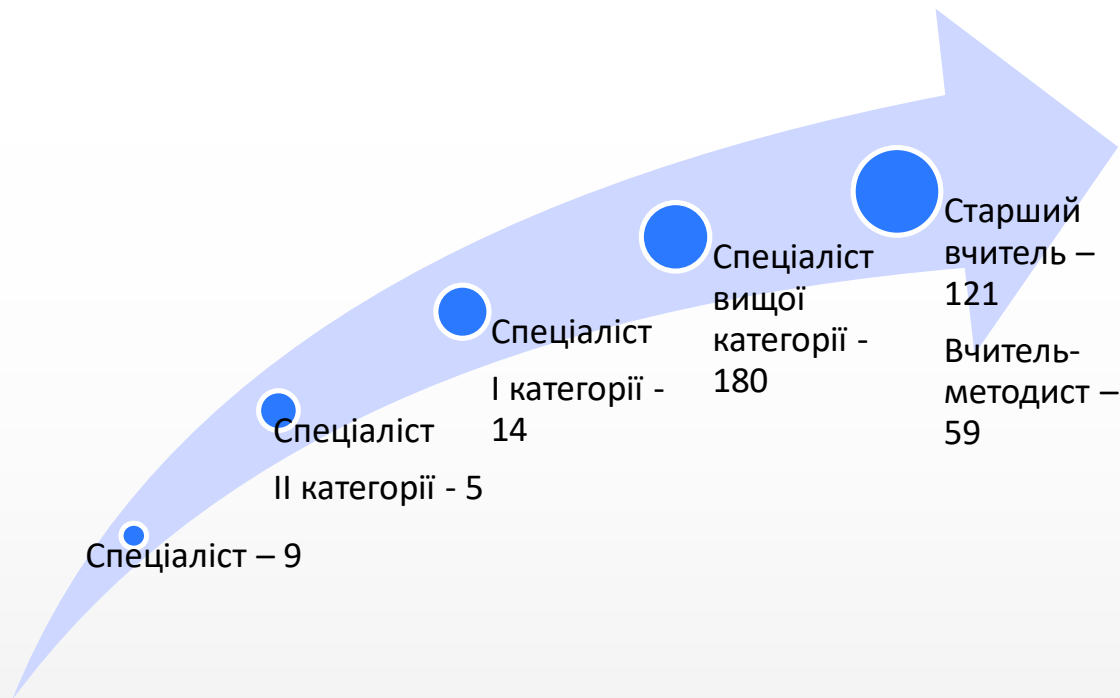 Спеціаліст – 9
Спеціаліст
ІІ категорії - 5
Спеціаліст
І категорії -
14
Спеціаліст
вищої
категорії -
180
Старший
вчитель –
121
Вчитель-
методист –
59